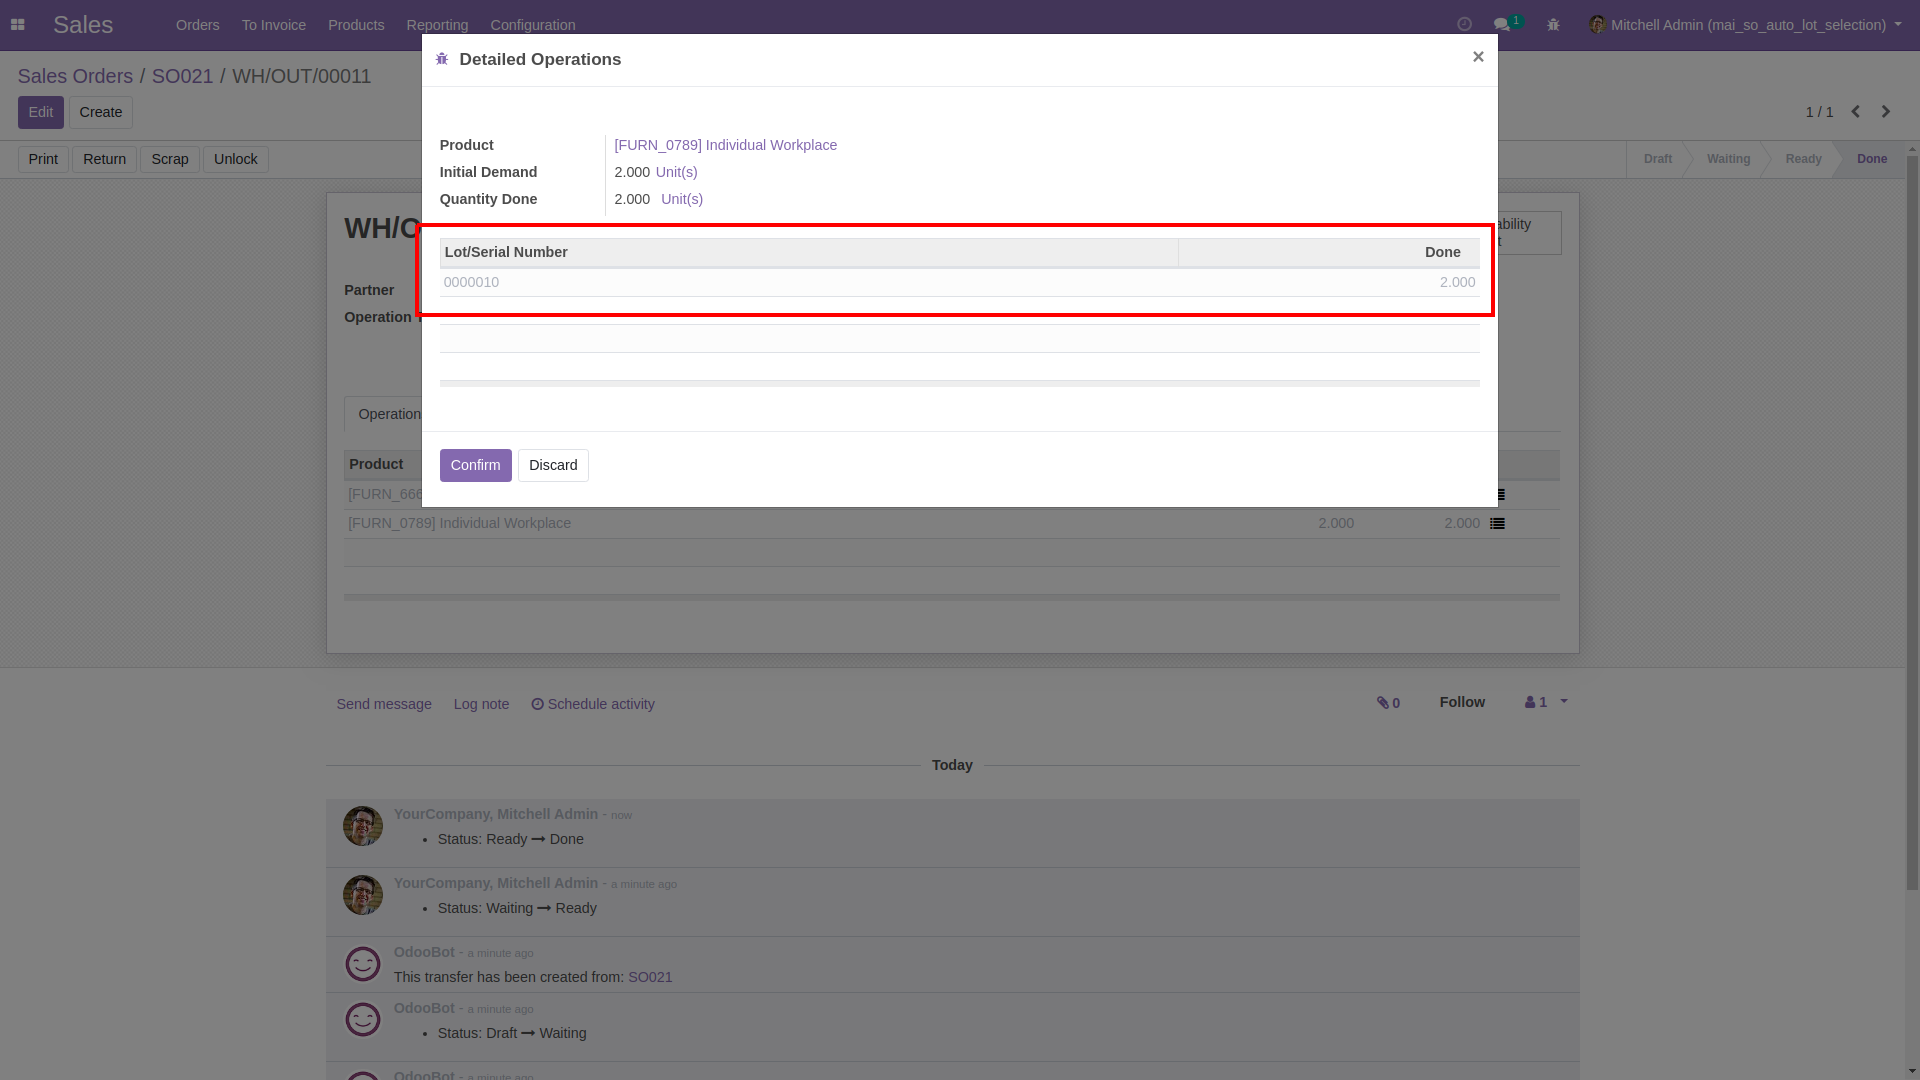 Sales Orders To Invoice Products Reporting Configuration 1 Mitchell Admin (mai_so_auto_lot_selection)
Sales Orders / SO021 / WH/OUT/00011
Edit Create
1 / 1
Print Return Scrap Unlock
Draft Waiting Ready Done
Detailed Operations ×
Product [FURN_0789] Individual Workplace
Initial Demand 2.000 Unit(s)
Quantity Done 2.000 Unit(s)
Lot/Serial Number Done
0000010 2.000
Confirm Discard
WH/O
Partner
Operation
Operation
Product
[FURN_666
[FURN_0789] Individual Workplace 2.000 2.000
Send message Log note Schedule activity 0 Follow 1
Today
YourCompany, Mitchell Admin - now
• Status: Ready → Done
YourCompany, Mitchell Admin - a minute ago
• Status: Waiting → Ready
OdooBot - a minute ago
This transfer has been created from: SO021
OdooBot - a minute ago
• Status: Draft → Waiting
OdooBot - a minute ago